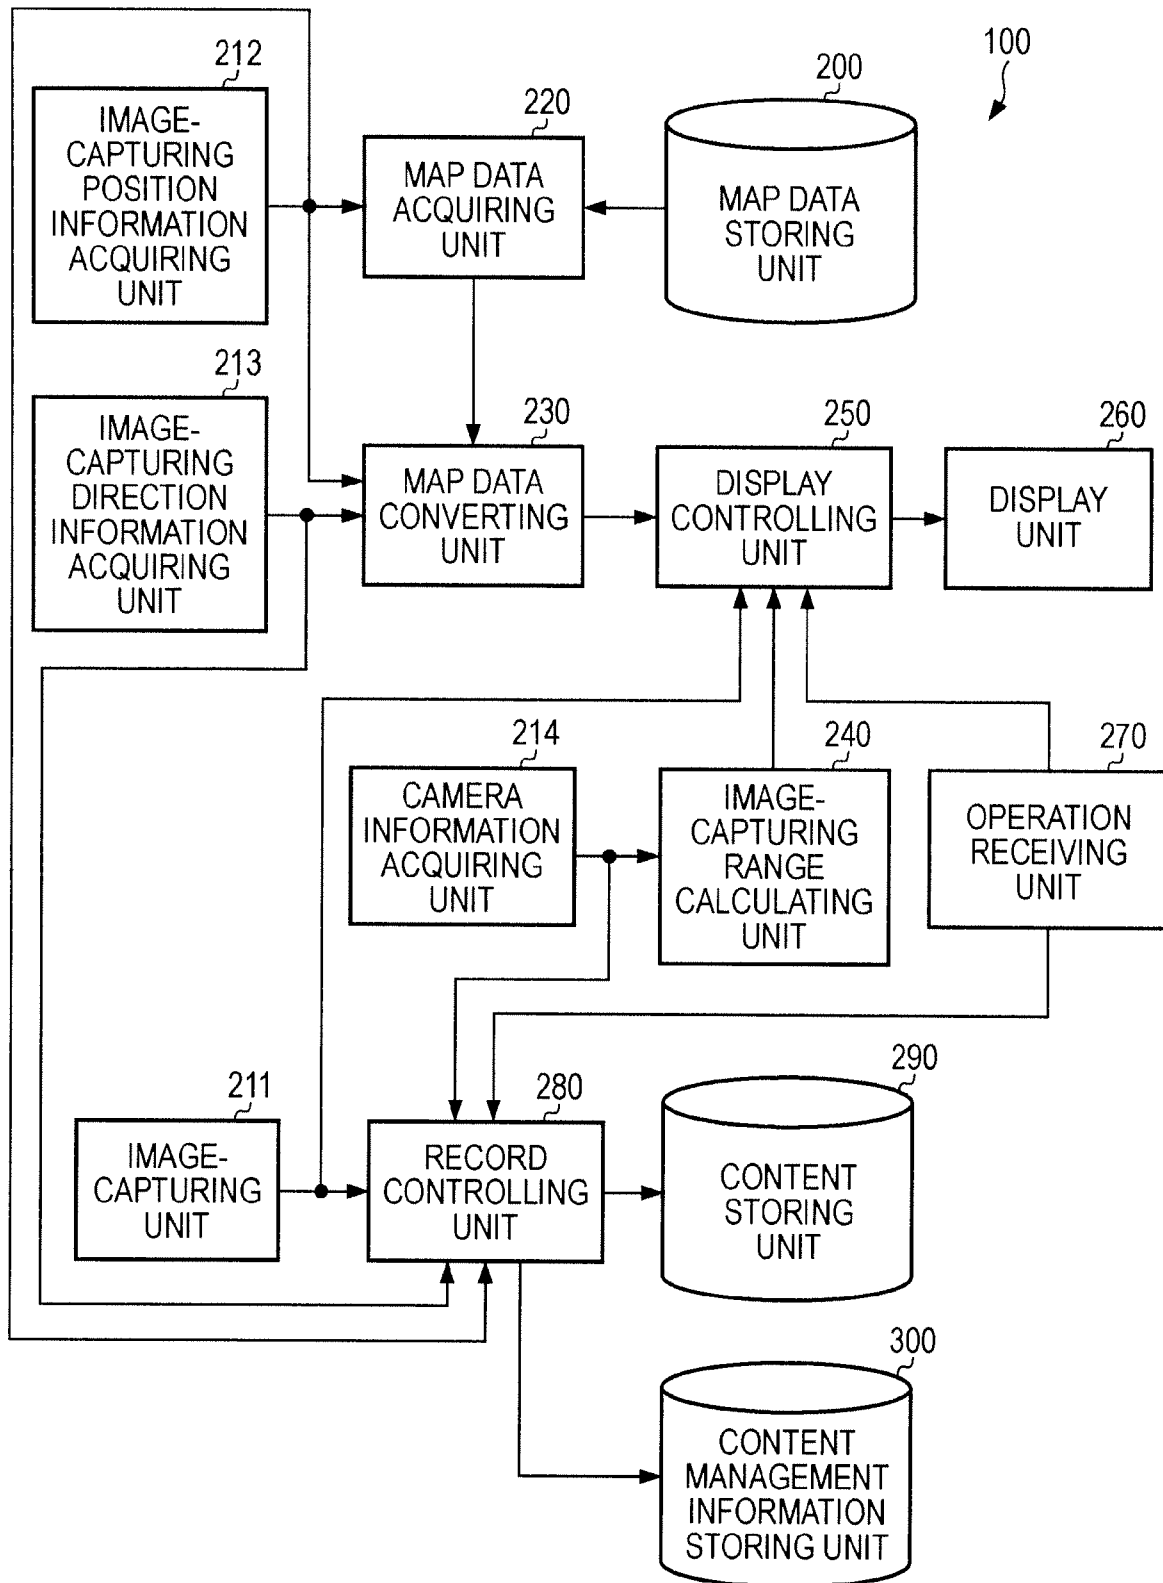 100
212
IMAGE-
CAPTURING
POSITION
INFORMATION
ACQUIRING
UNIT
220
MAP DATA
ACQUIRING
UNIT
200
MAP DATA
STORING
UNIT
213
IMAGE-
CAPTURING
DIRECTION
INFORMATION
ACQUIRING
UNIT
230
MAP DATA
CONVERTING
UNIT
250
DISPLAY
CONTROLLING
UNIT
260
DISPLAY
UNIT
214
CAMERA
INFORMATION
ACQUIRING
UNIT
240
IMAGE-
CAPTURING
RANGE
CALCULATING
UNIT
270
OPERATION
RECEIVING
UNIT
211
IMAGE-
CAPTURING
UNIT
280
RECORD
CONTROLLING
UNIT
290
CONTENT
STORING
UNIT
300
CONTENT
MANAGEMENT
INFORMATION
STORING UNIT